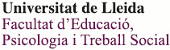 Universitat de Lleida
Facultat d'Educació,
Psicologia i Treball Social